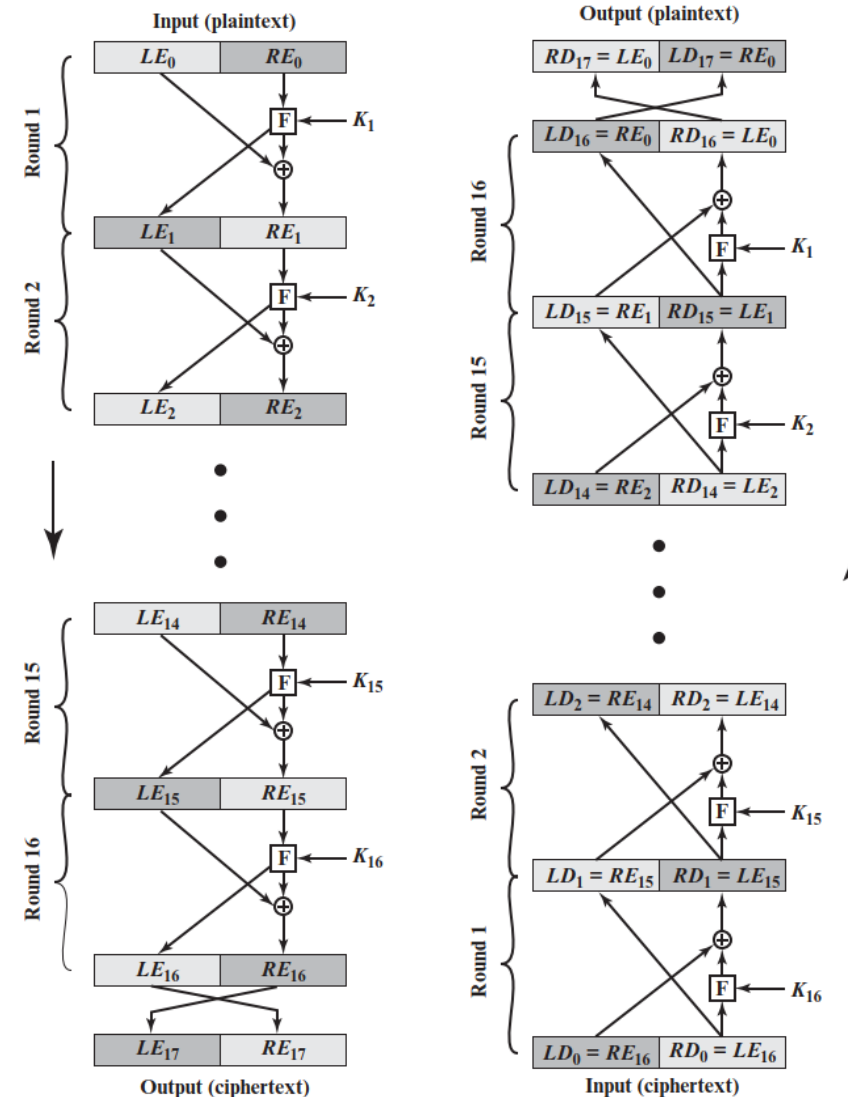 Input (plaintext)
LE₀ RE₀
Round 1
F K₁
LE₁ RE₁
Round 2
F K₂
LE₂ RE₂
LE₁₄ RE₁₄
Round 15
F K₁₅
LE₁₅ RE₁₅
Round 16
F K₁₆
LE₁₆ RE₁₆
LE₁₇ RE₁₇
Output (ciphertext)
Output (plaintext)
RD₁₇ = LE₀ LD₁₇ = RE₀
LD₁₆ = RE₀ RD₁₆ = LE₀
Round 16
F K₁
LD₁₅ = RE₁ RD₁₅ = LE₁
Round 15
F K₂
LD₁₄ = RE₂ RD₁₄ = LE₂
LD₂ = RE₁₄ RD₂ = LE₁₄
Round 2
F K₁₅
LD₁ = RE₁₅ RD₁ = LE₁₅
Round 1
F K₁₆
LD₀ = RE₁₆ RD₀ = LE₁₆
Input (ciphertext)